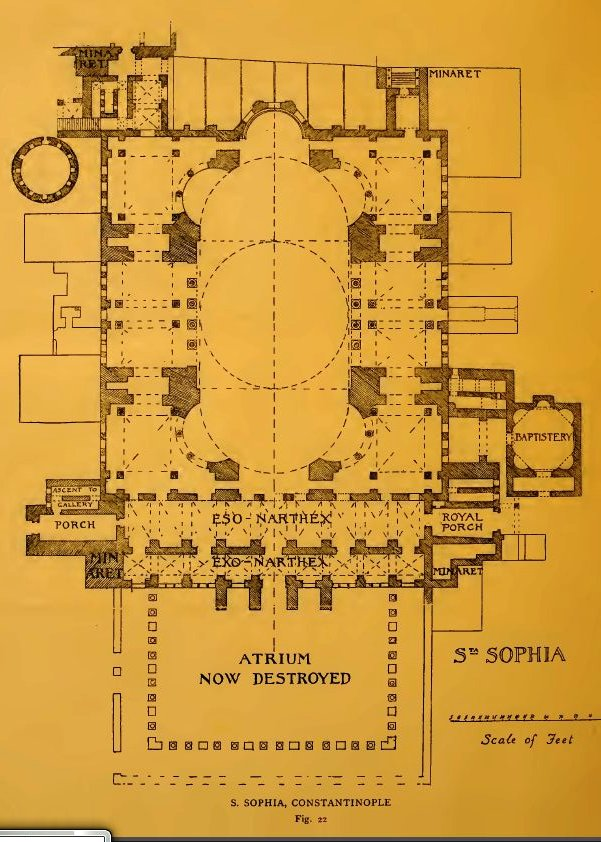 MINA
RET
MINARET
BAPTISTERY
ASCENT TO
GALLERY
PORCH
ESO-NARTHEX
ROYAL
PORCH
MIN
ARET
EXO-NARTHEX
MINARET
ATRIUM
NOW DESTROYED
Sta SOPHIA
Scale of Feet
S. SOPHIA, CONSTANTINOPLE
Fig. 22